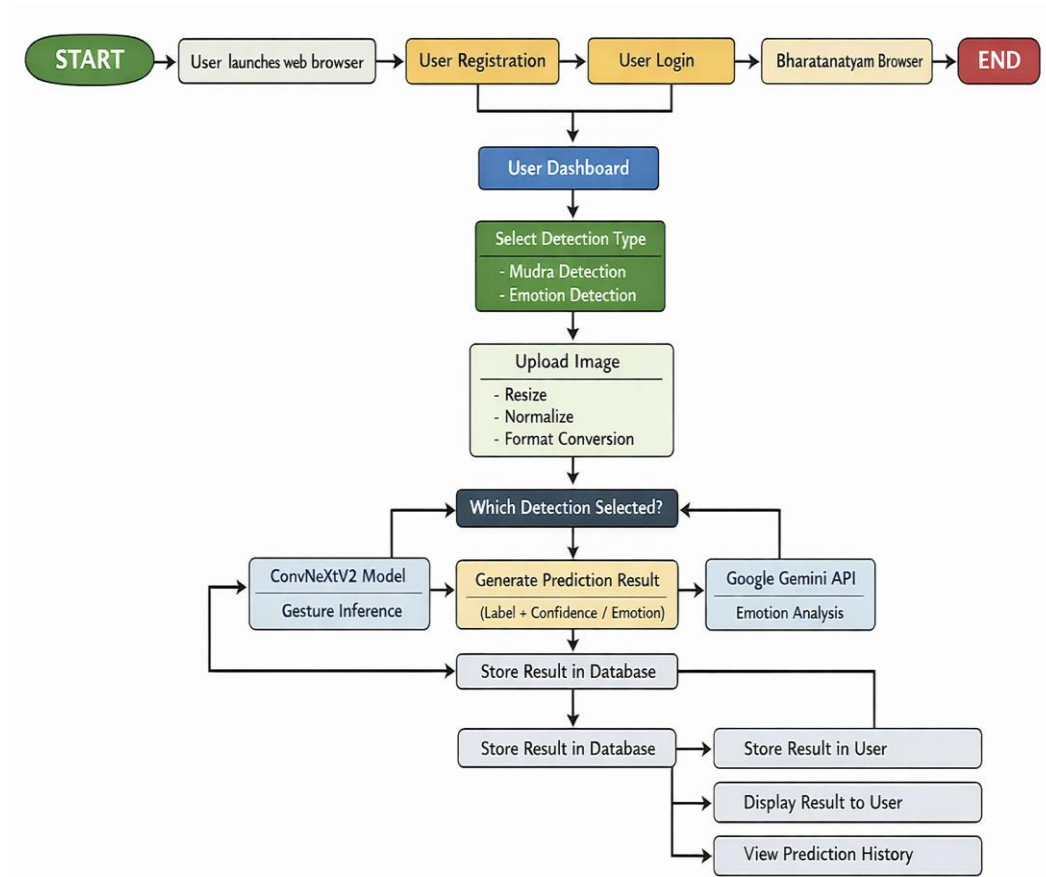 START
User launches web browser
User Registration
User Login
Bharatanatyam Browser
END
User Dashboard
Select Detection Type
- Mudra Detection
- Emotion Detection
Upload Image
- Resize
- Normalize
- Format Conversion
Which Detection Selected?
ConvNeXtV2 Model
Gesture Inference
Generate Prediction Result
(Label + Confidence / Emotion)
Google Gemini API
Emotion Analysis
Store Result in Database
Store Result in Database
Store Result in User
Display Result to User
View Prediction History